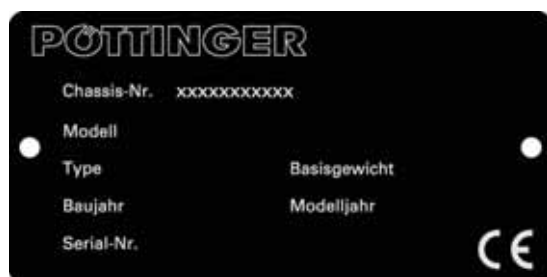 PÖTTINGER
Chassis-Nr. xxxxxxxxxxx
Modell
Type Basisgewicht
Baujahr Modelljahr
Serial-Nr.
CE